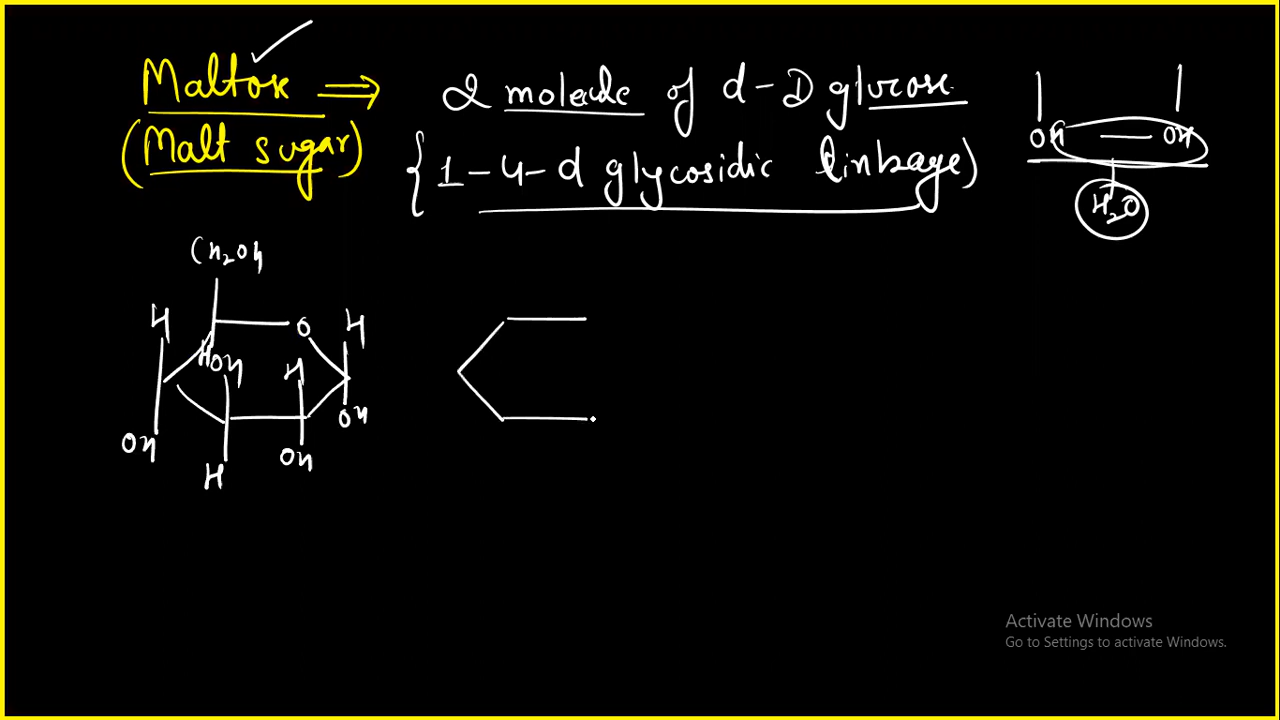 Maltose ⇒ 2 molecule of α-D glucose
(Malt sugar) {1-4-α glycosidic linkage)
OH — OH
H₂O
CH₂OH
H O H
HOH H
OH
OH OH
H
Activate Windows
Go to Settings to activate Windows.